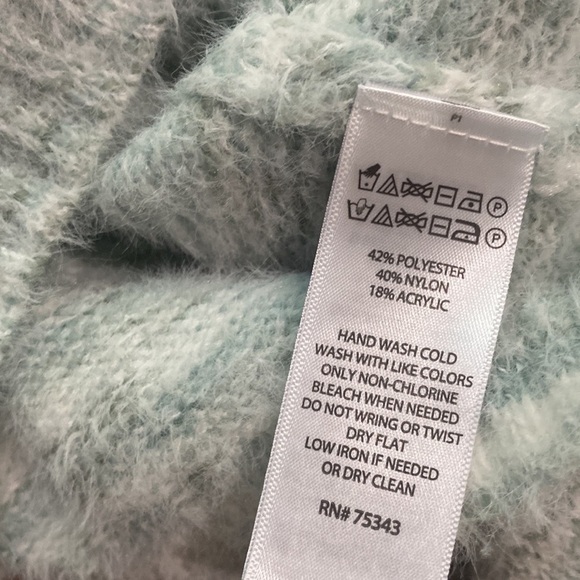 P1
P
P
42% POLYESTER
40% NYLON
18% ACRYLIC
HAND WASH COLD
WASH WITH LIKE COLORS
ONLY NON-CHLORINE
BLEACH WHEN NEEDED
DO NOT WRING OR TWIST
DRY FLAT
LOW IRON IF NEEDED
OR DRY CLEAN
RN# 75343